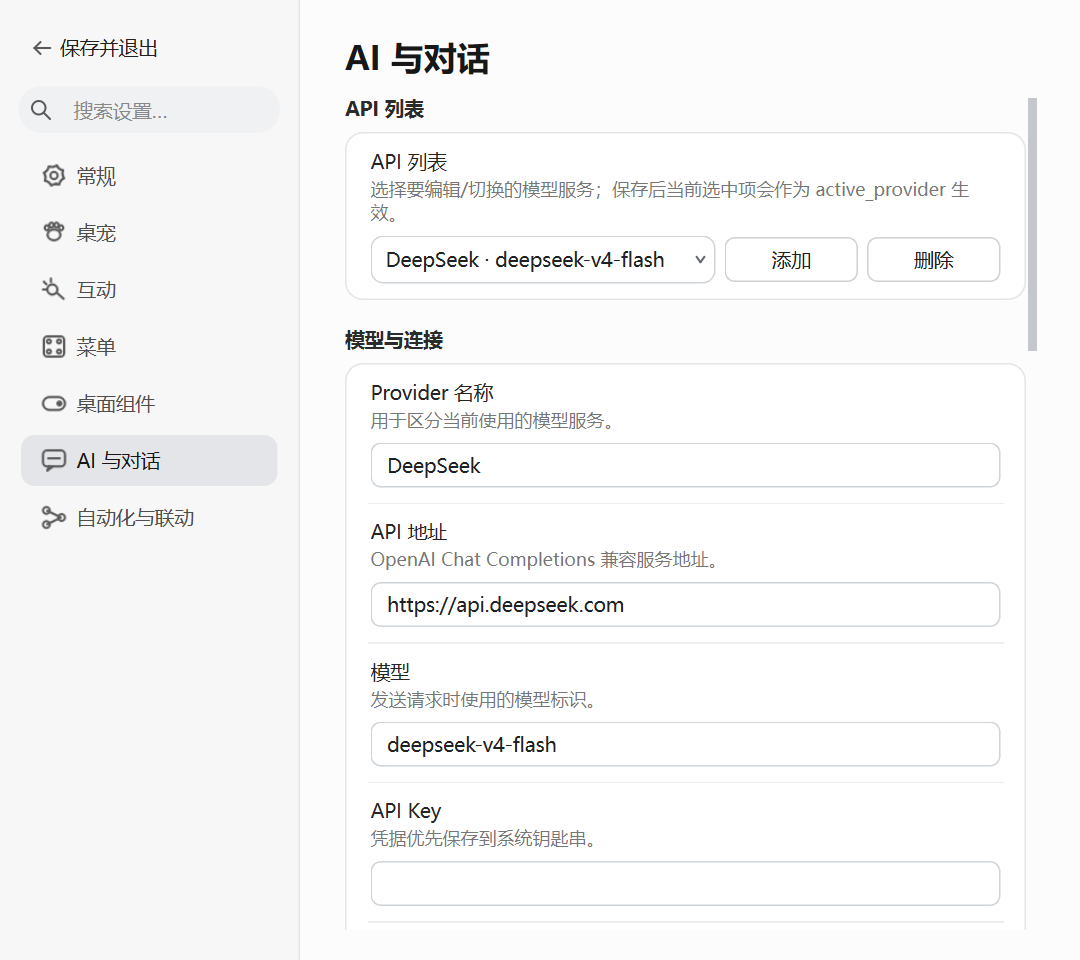 保存并退出
搜索设置...
常规
桌宠
互动
菜单
桌面组件
AI 与对话
自动化与联动
AI 与对话
API 列表
API 列表
选择要编辑/切换的模型服务；保存后当前选中项会作为 active_provider 生
效。
DeepSeek · deepseek-v4-flash
添加
删除
模型与连接
Provider 名称
用于区分当前使用的模型服务。
DeepSeek
API 地址
OpenAI Chat Completions 兼容服务地址。
https://api.deepseek.com
模型
发送请求时使用的模型标识。
deepseek-v4-flash
API Key
凭据优先保存到系统钥匙串。